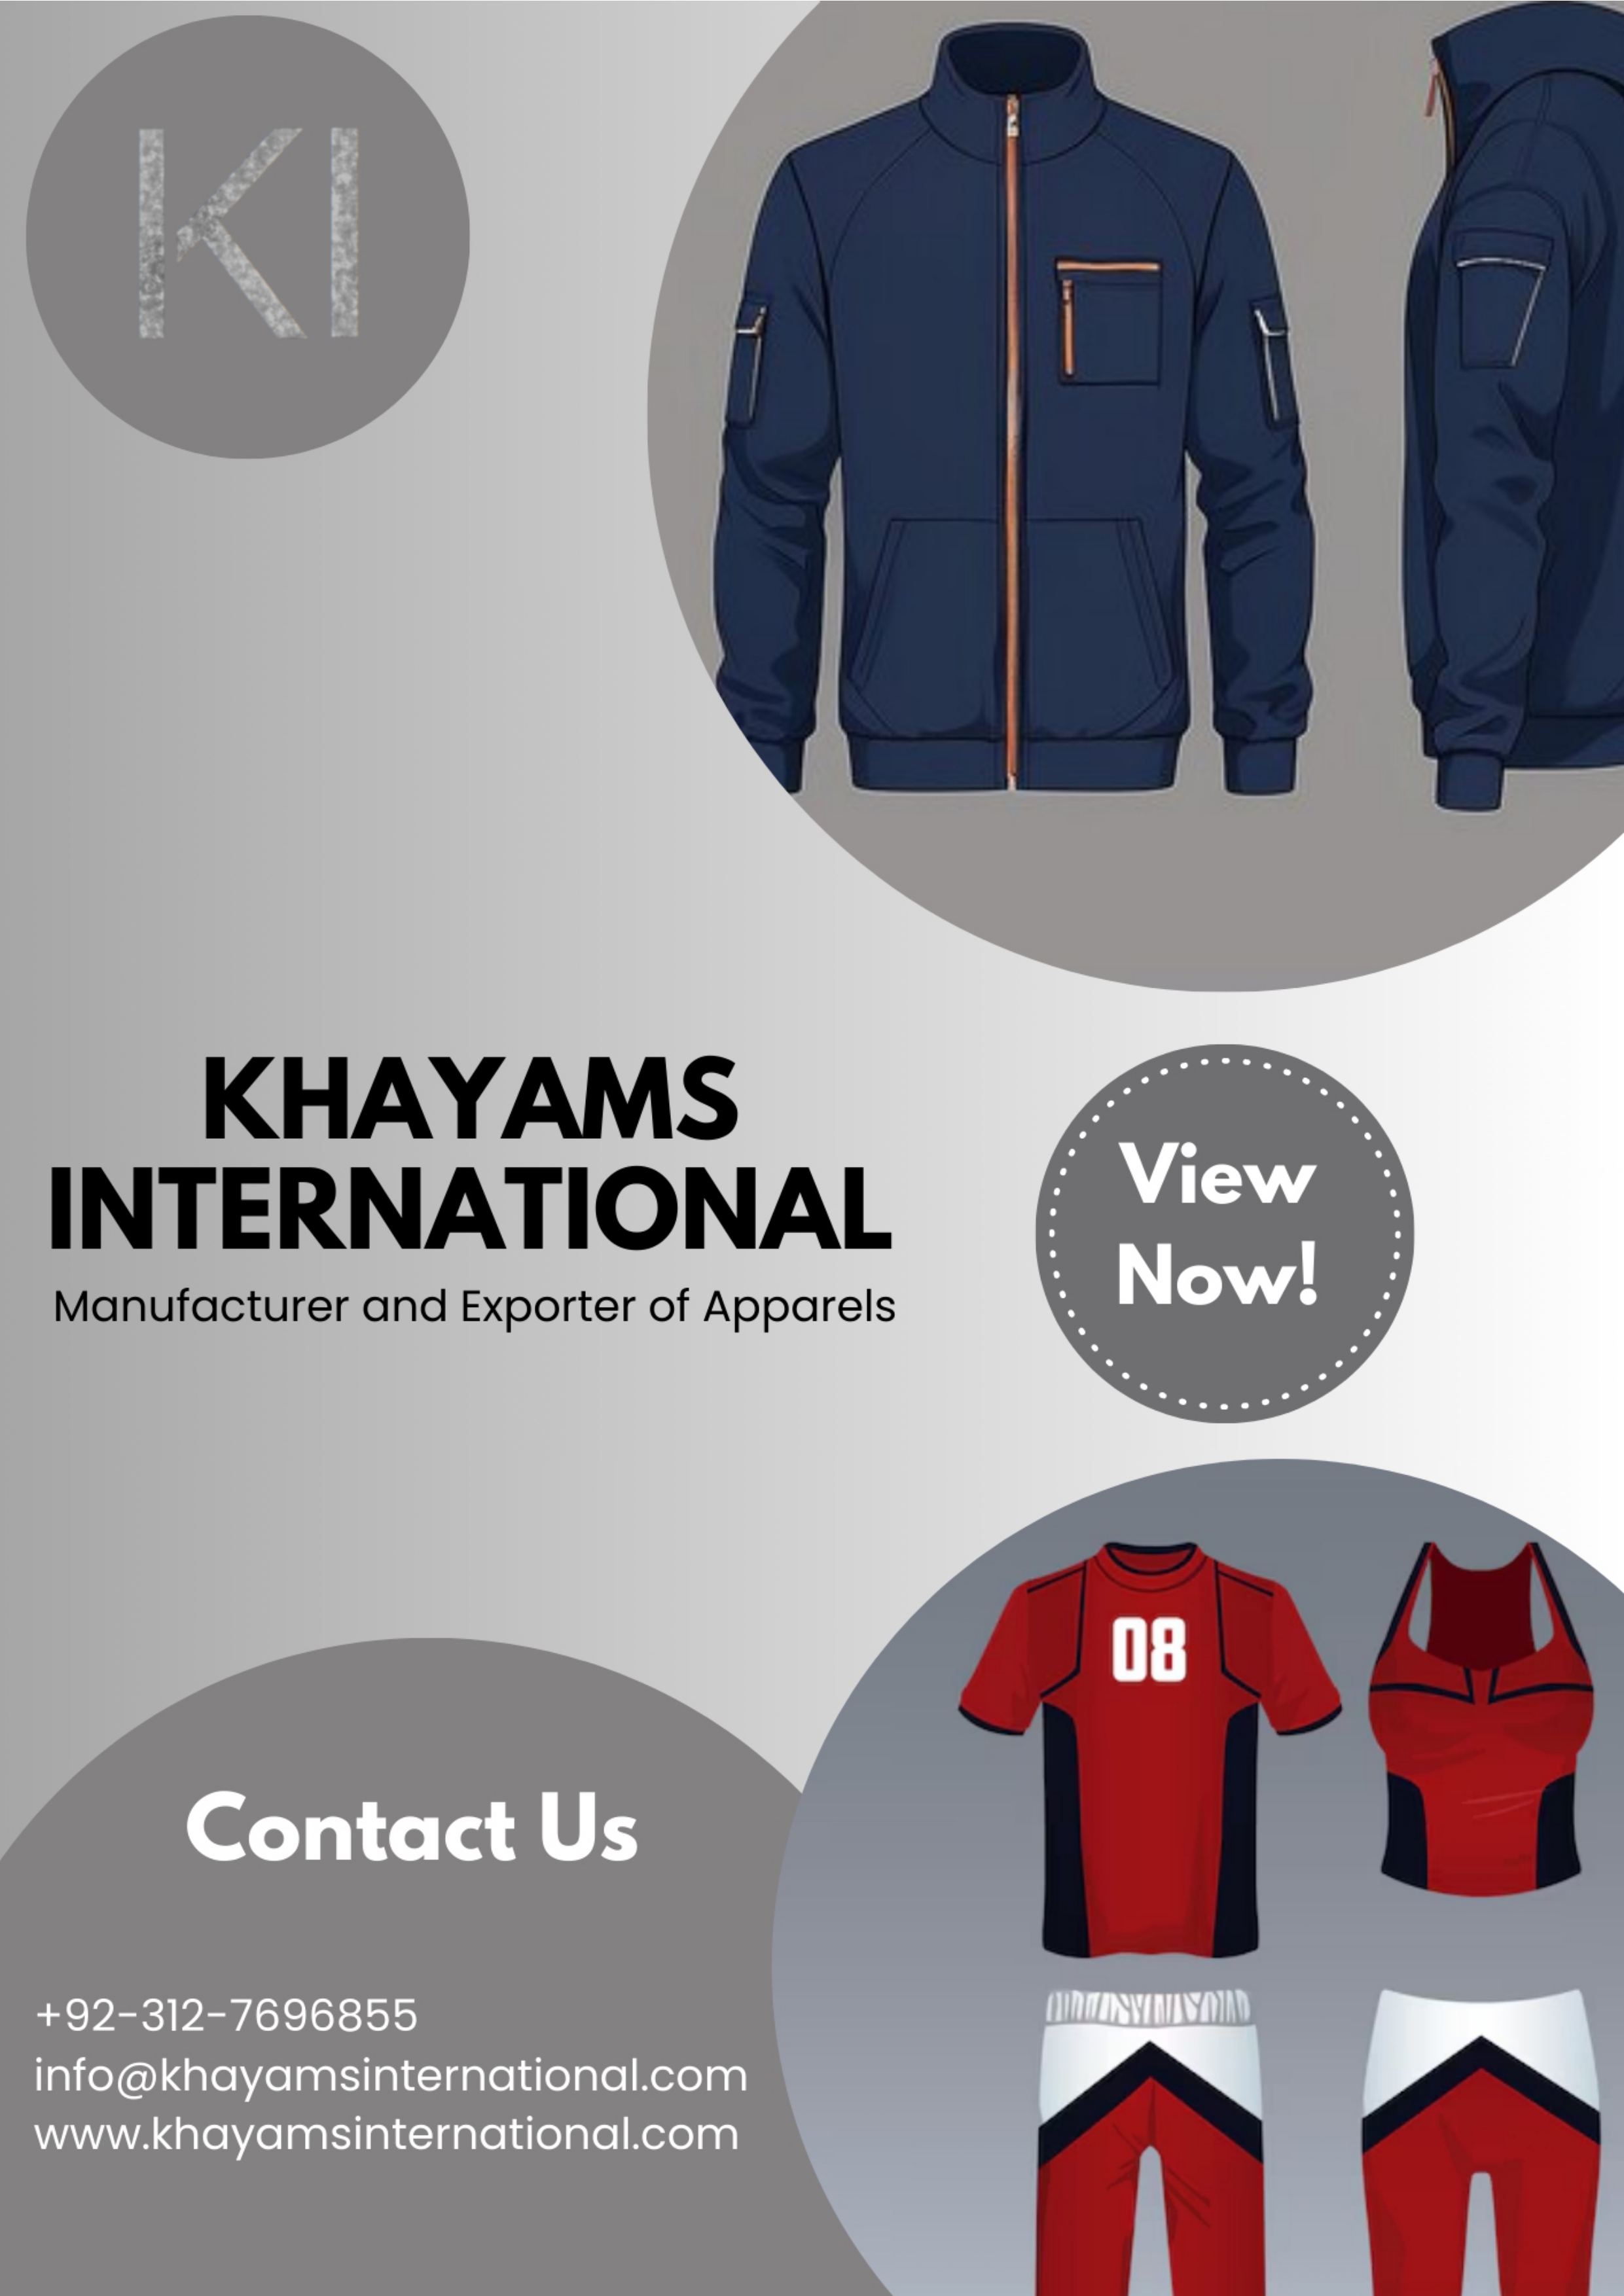 KI
KHAYAMS
INTERNATIONAL
Manufacturer and Exporter of Apparels
View
Now!
08
Contact Us
+92-312-7696855
info@khayamsinternational.com
www.khayamsinternational.com